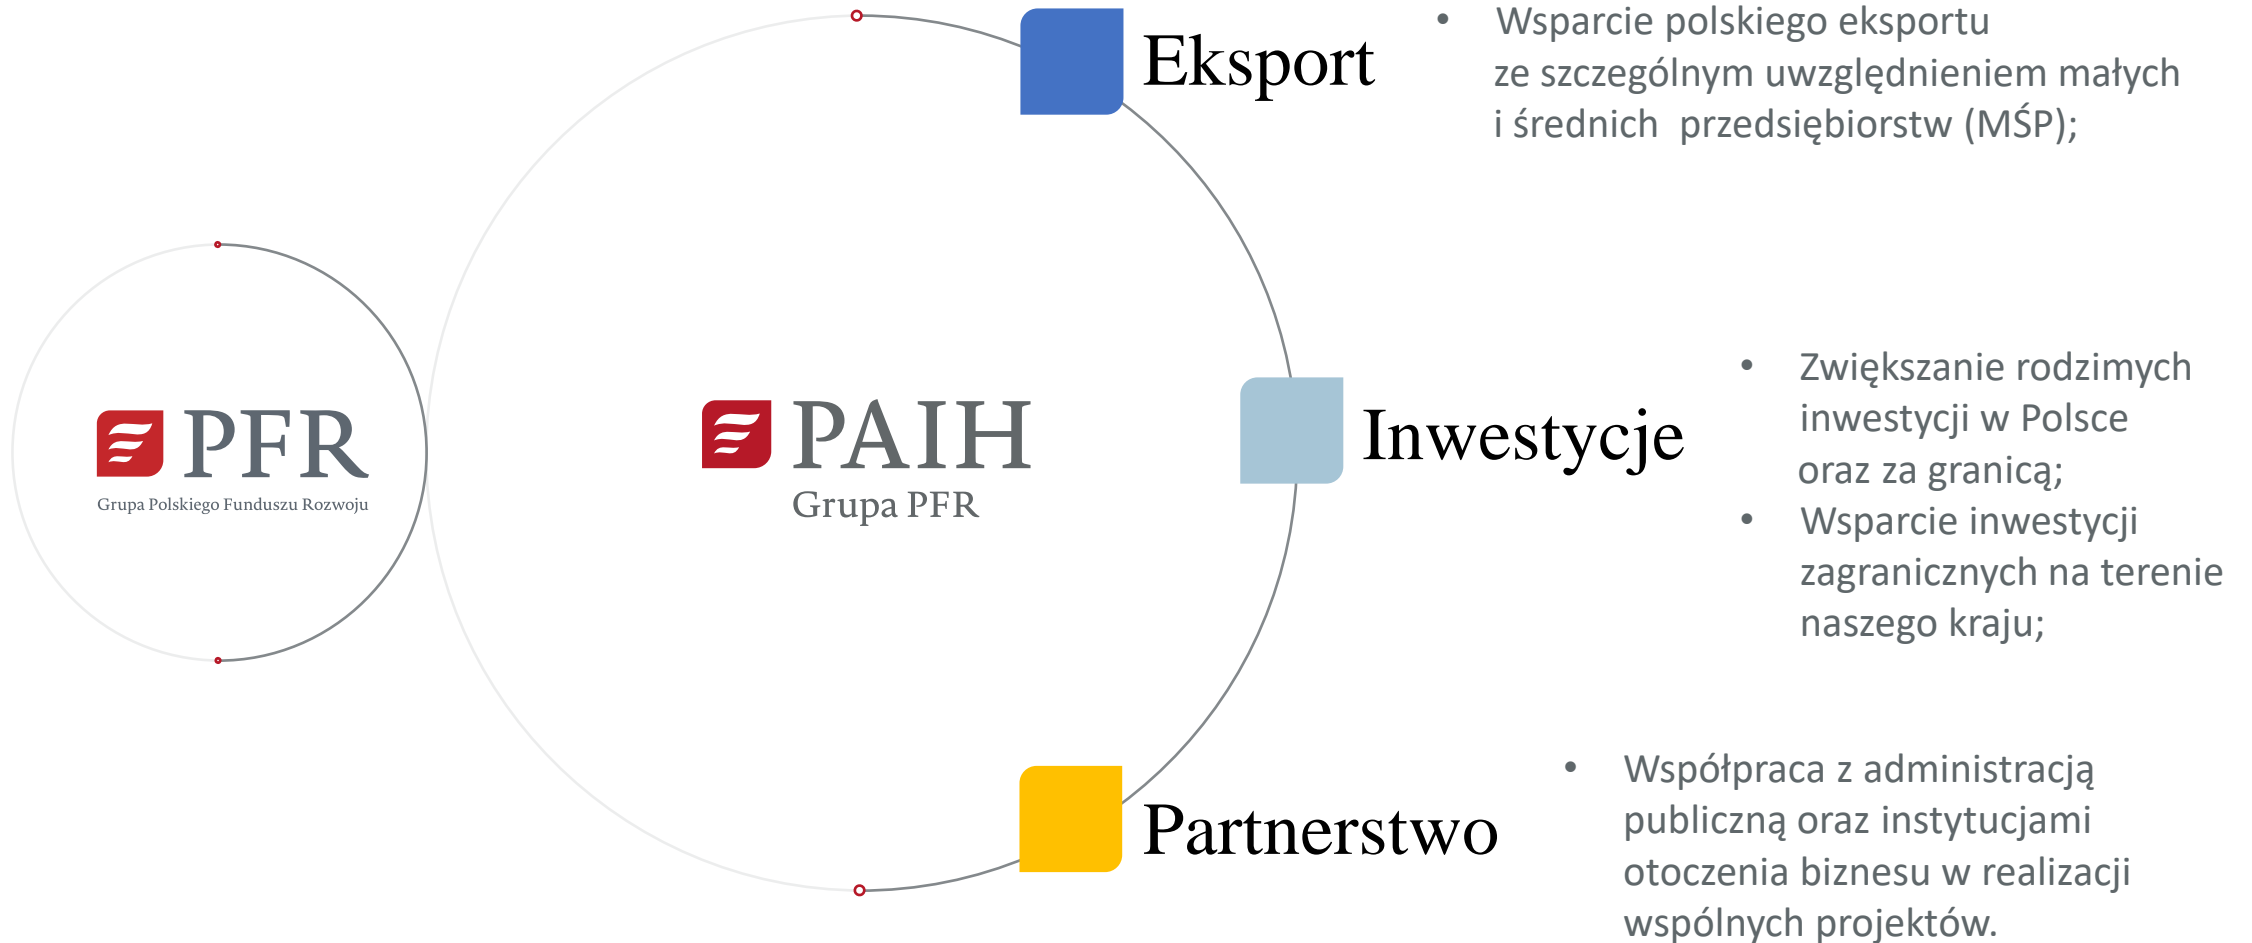 PFR
Grupa Polskiego Funduszu Rozwoju
PAIH
Grupa PFR
Eksport
• Wsparcie polskiego eksportu
ze szczególnym uwzględnieniem małych
i średnich przedsiębiorstw (MŚP);
Inwestycje
• Zwiększanie rodzimych
inwestycji w Polsce
oraz za granicą;
• Wsparcie inwestycji
zagranicznych na terenie
naszego kraju;
Partnerstwo
• Współpraca z administracją
publiczną oraz instytucjami
otoczenia biznesu w realizacji
wspólnych projektów.